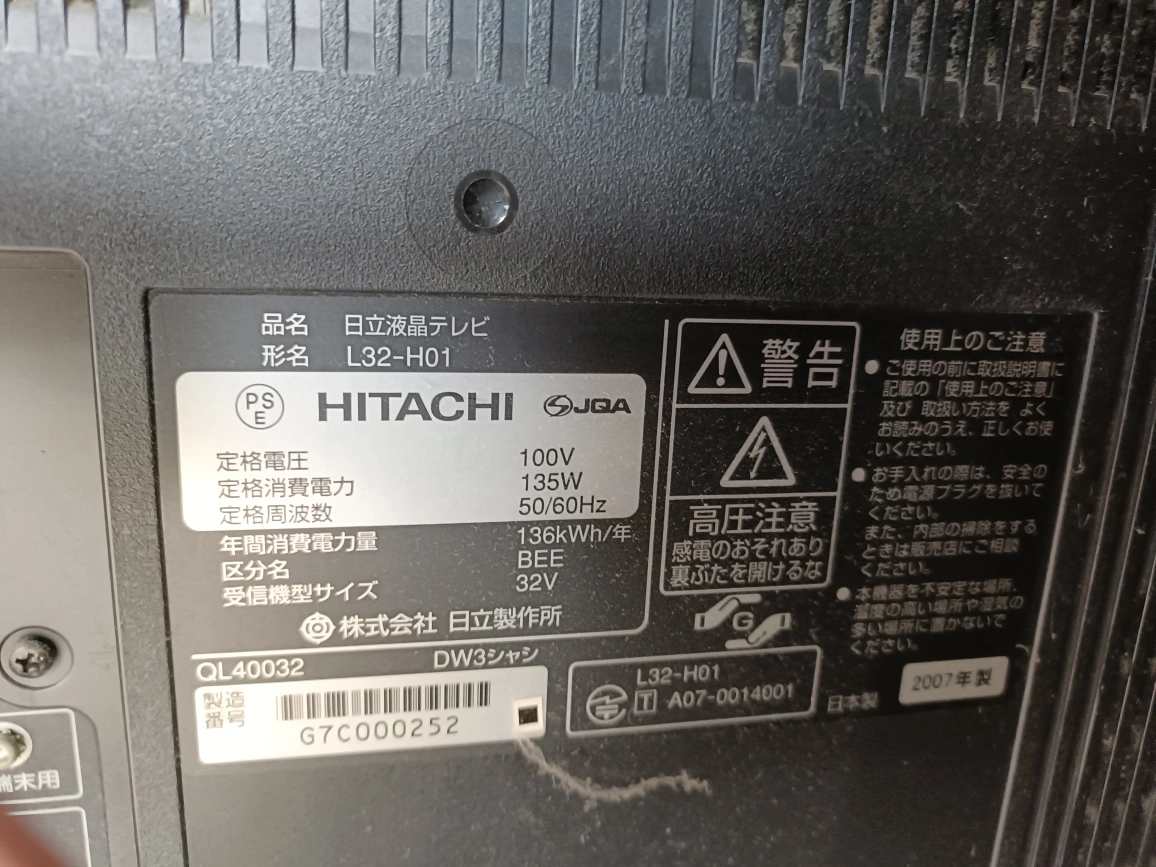 品名 日立液晶テレビ
形名 L32-H01
PS
E
HITACHI
JQA
定格電圧 100V
定格消費電力 135W
定格周波数 50/60Hz
年間消費電力量 136kWh/年
区分名 BEE
受信機型サイズ 32V
株式会社 日立製作所
QL40032 DW3シャシ
製造
番号
G7C000252
警告
高圧注意
感電のおそれあり
裏ぶたを開けるな
G
L32-H01
T A07-0014001
使用上のご注意
● ご使用の前に取扱説明書に
記載の「使用上のご注意」
及び 取扱い方法を よく
お読みのうえ、正しくお使
いください。
● お手入れの際は、安全の
ため電源プラグを抜いて
ください。
また、内部の掃除をする
ときは販売店にご相談
ください。
● 本機器を不安定な場所、
温度の高い場所や湿気の
多い場所に置かないで
ください。
日本製
2007年製
端末用